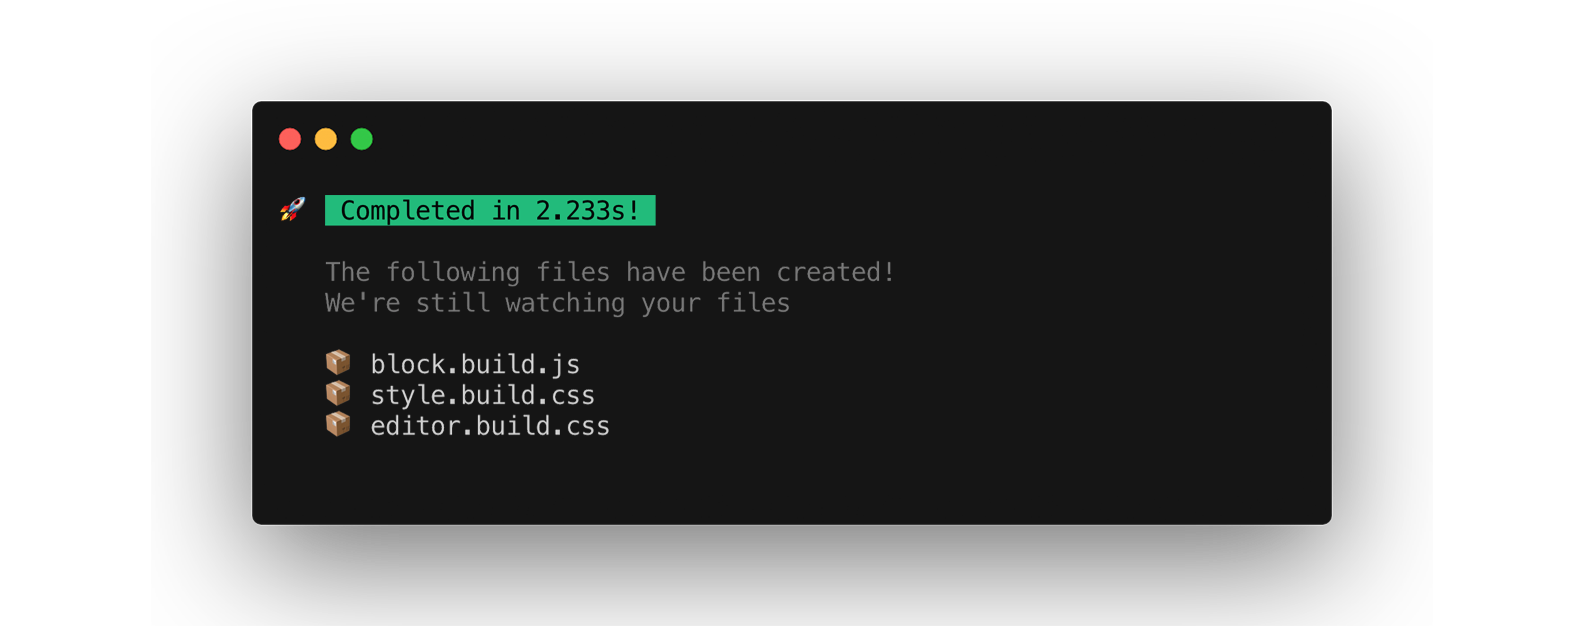 Completed in 2.233s!
The following files have been created!
We're still watching your files
block.build.js
style.build.css
editor.build.css